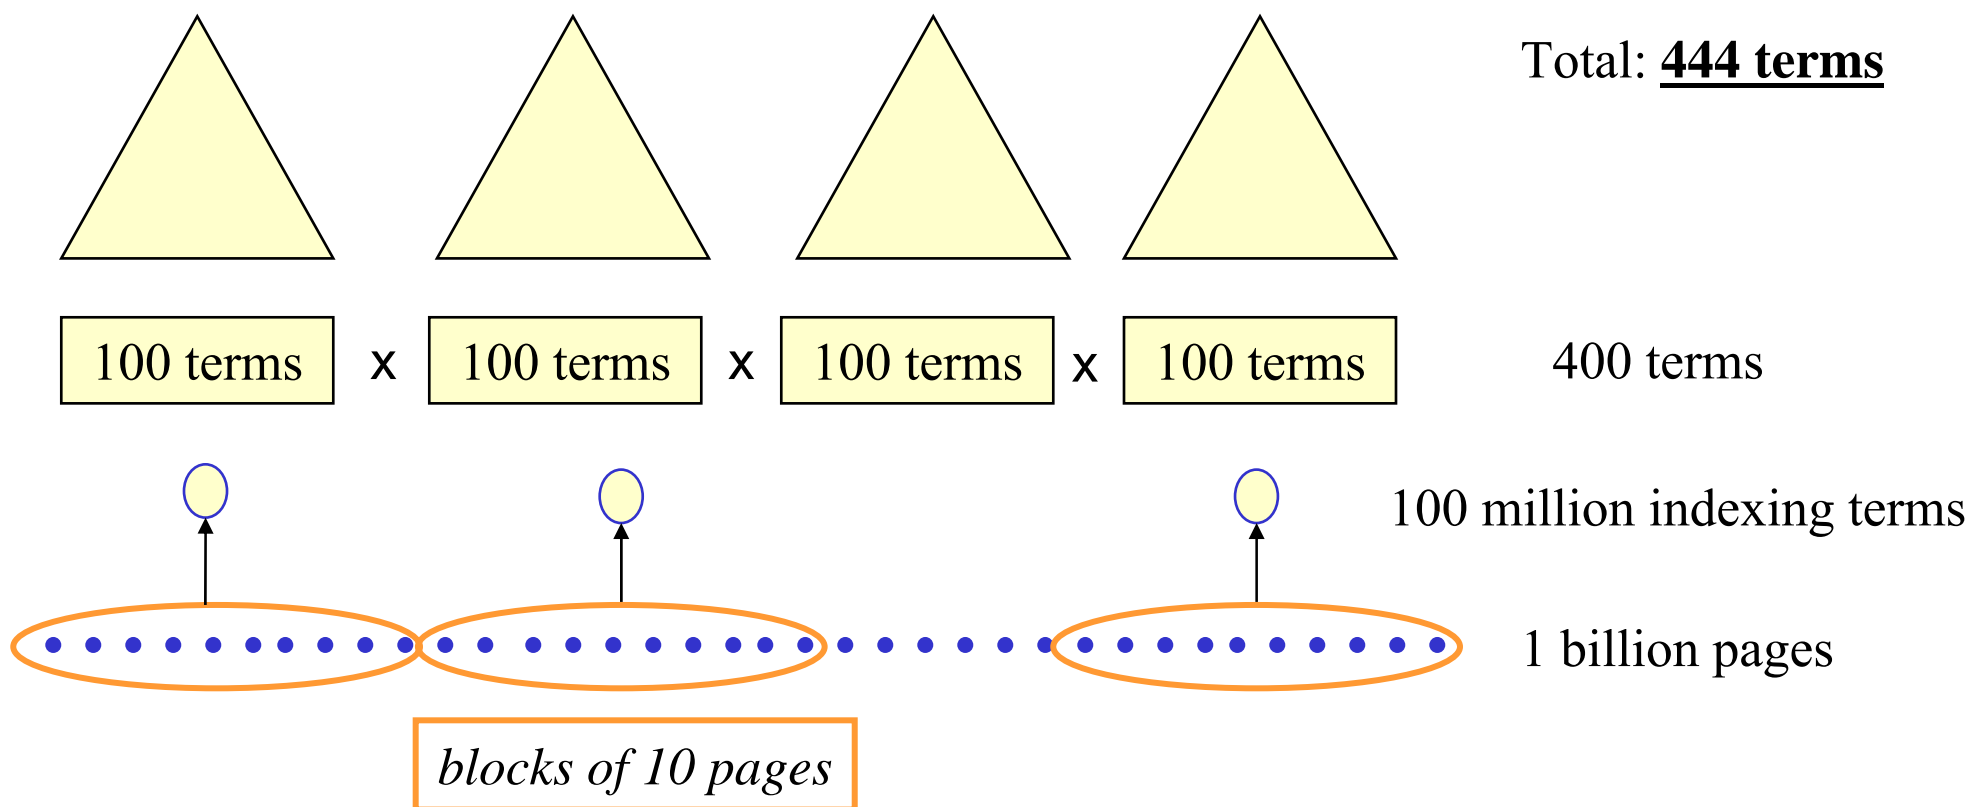 Total: 444 terms
100 terms x 100 terms x 100 terms x 100 terms 400 terms
100 million indexing terms
1 billion pages
blocks of 10 pages